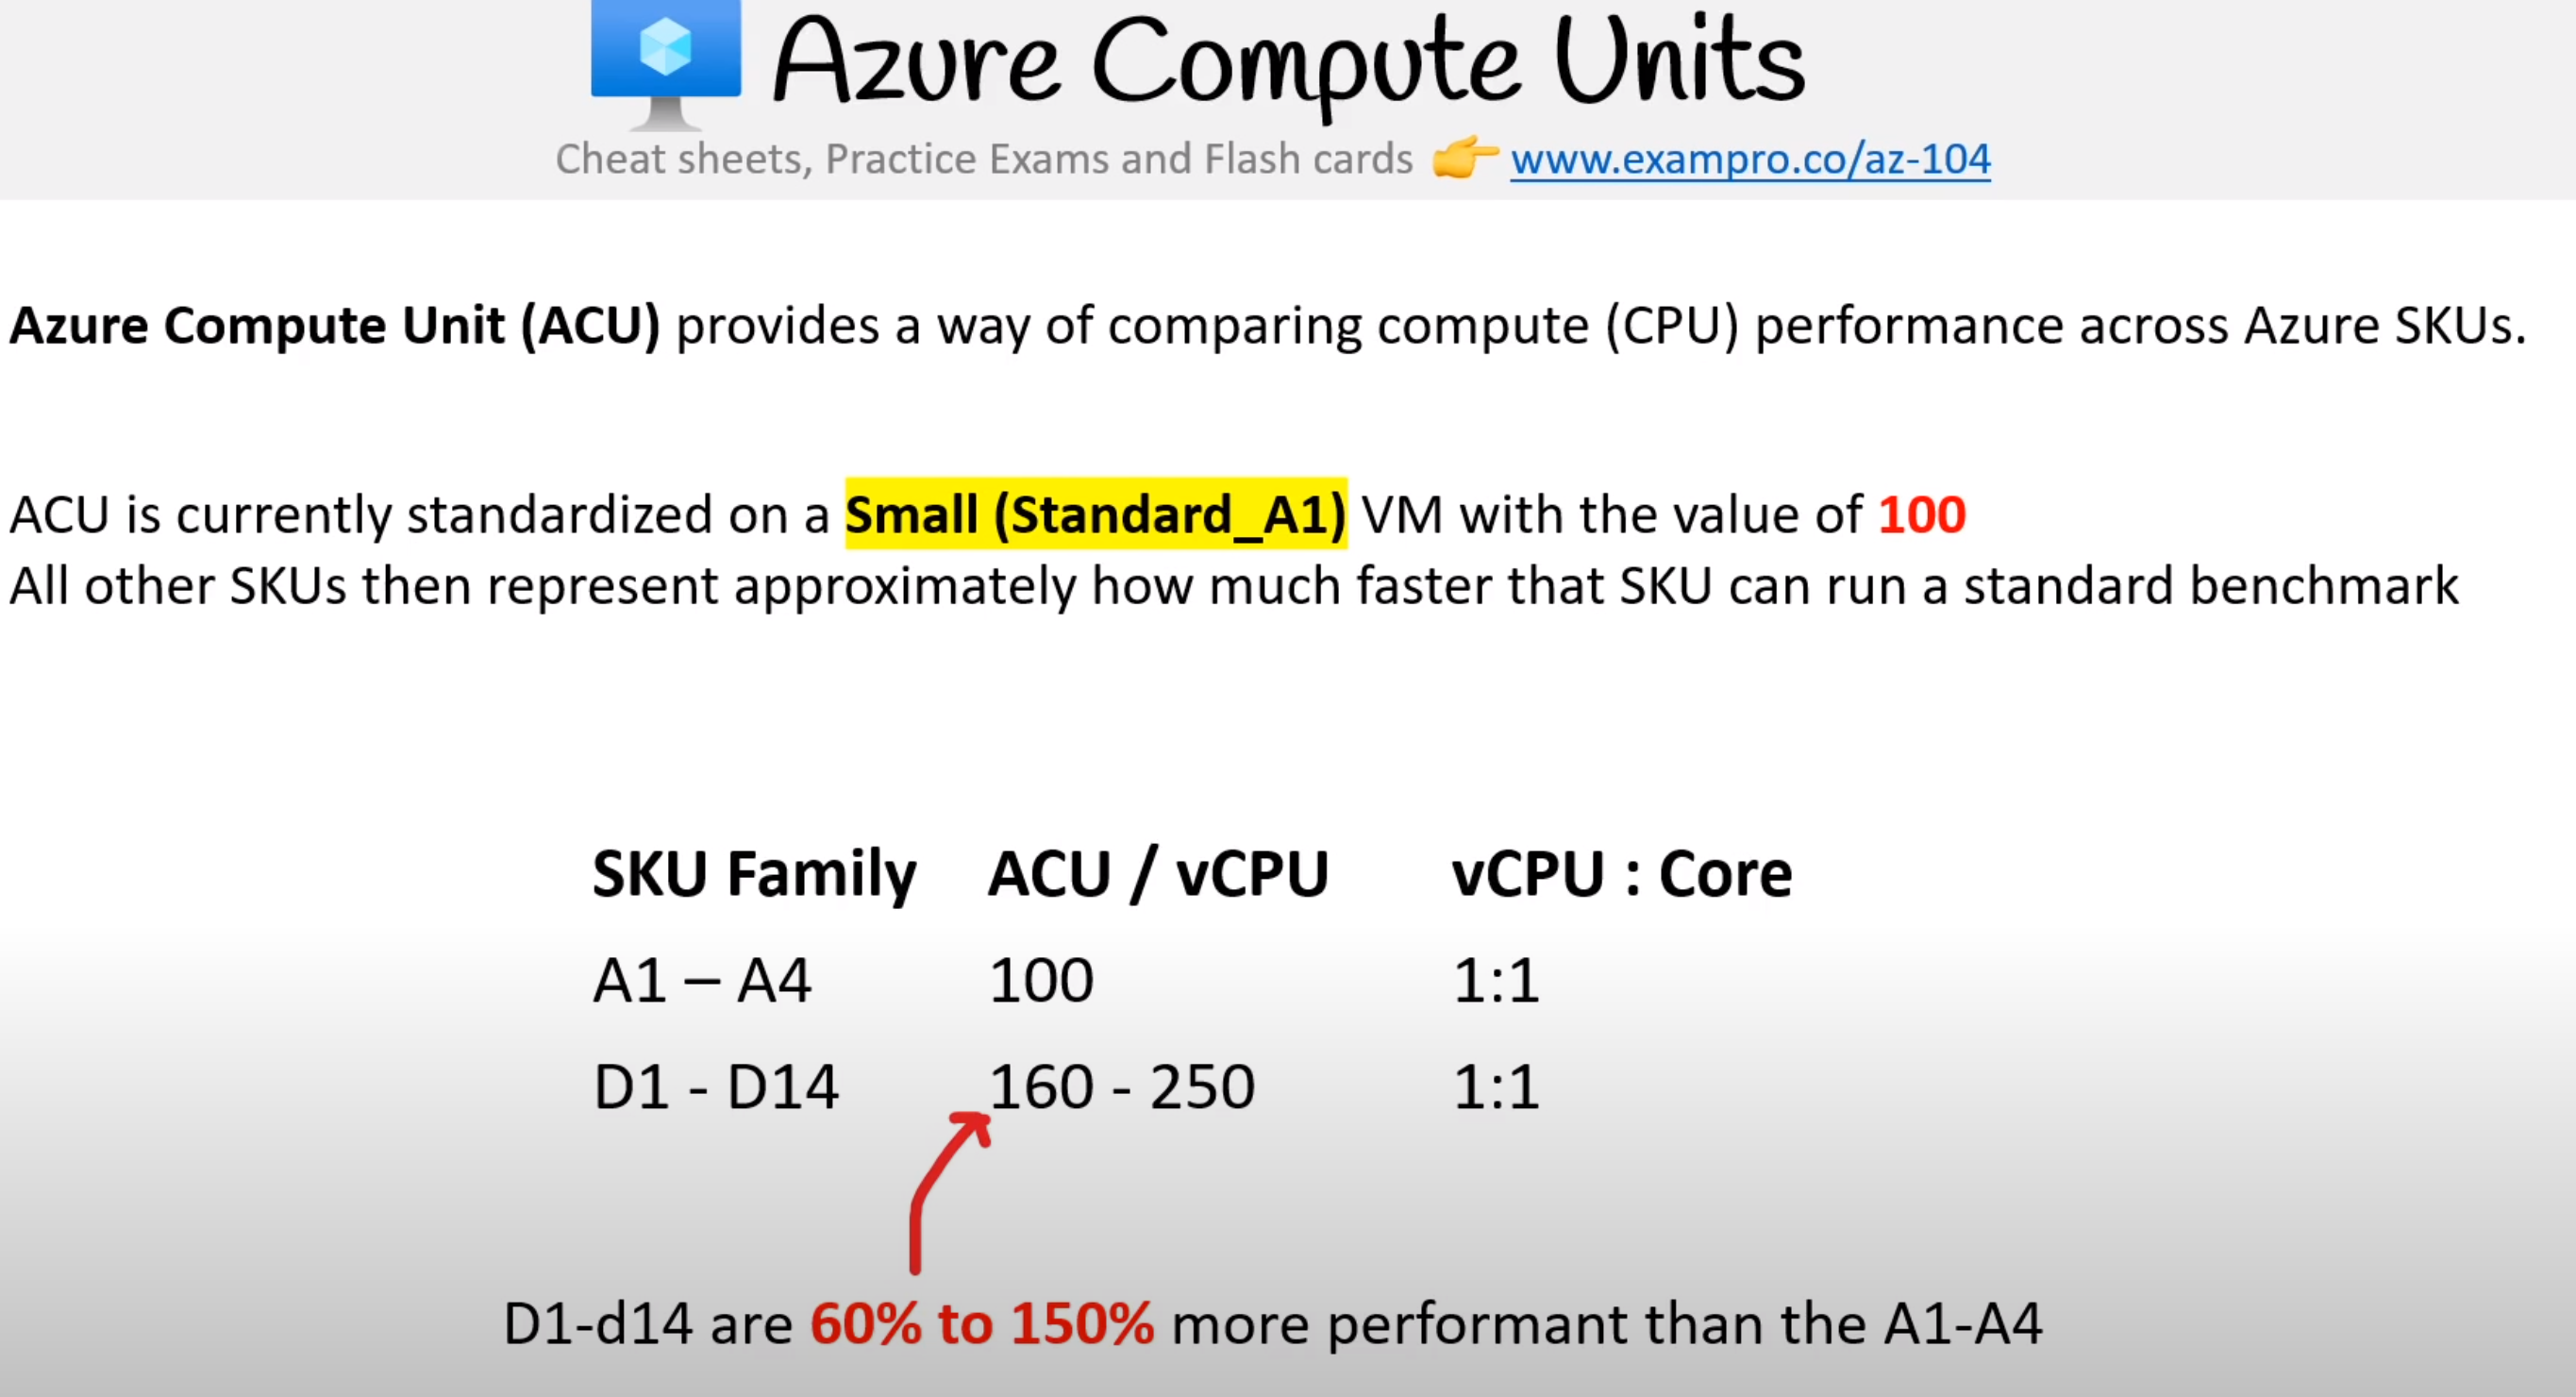 Azure Compute Units
Cheat sheets, Practice Exams and Flash cards 👉 www.exampro.co/az-104
Azure Compute Unit (ACU) provides a way of comparing compute (CPU) performance across Azure SKUs.
ACU is currently standardized on a Small (Standard_A1) VM with the value of 100
All other SKUs then represent approximately how much faster that SKU can run a standard benchmark
SKU Family ACU / vCPU vCPU : Core
A1 – A4 100 1:1
D1 - D14 160 - 250 1:1
D1-d14 are 60% to 150% more performant than the A1-A4